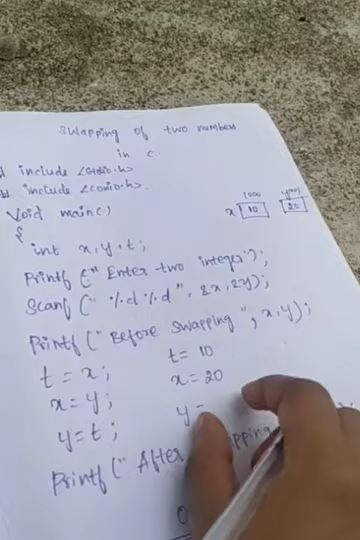 Swapping of two numbers
in c
# include <stdio.h>
# include <conio.h>
1000
x 10 20
Void main()
{
int x, y, t;
Printf (" Enter two integer");
Scanf (" %d %d ", &x, &y);
Printf (" Before Swapping ", x, y);
t = x; t = 10
x = y; x = 20
y = t; y =
Printf (" After